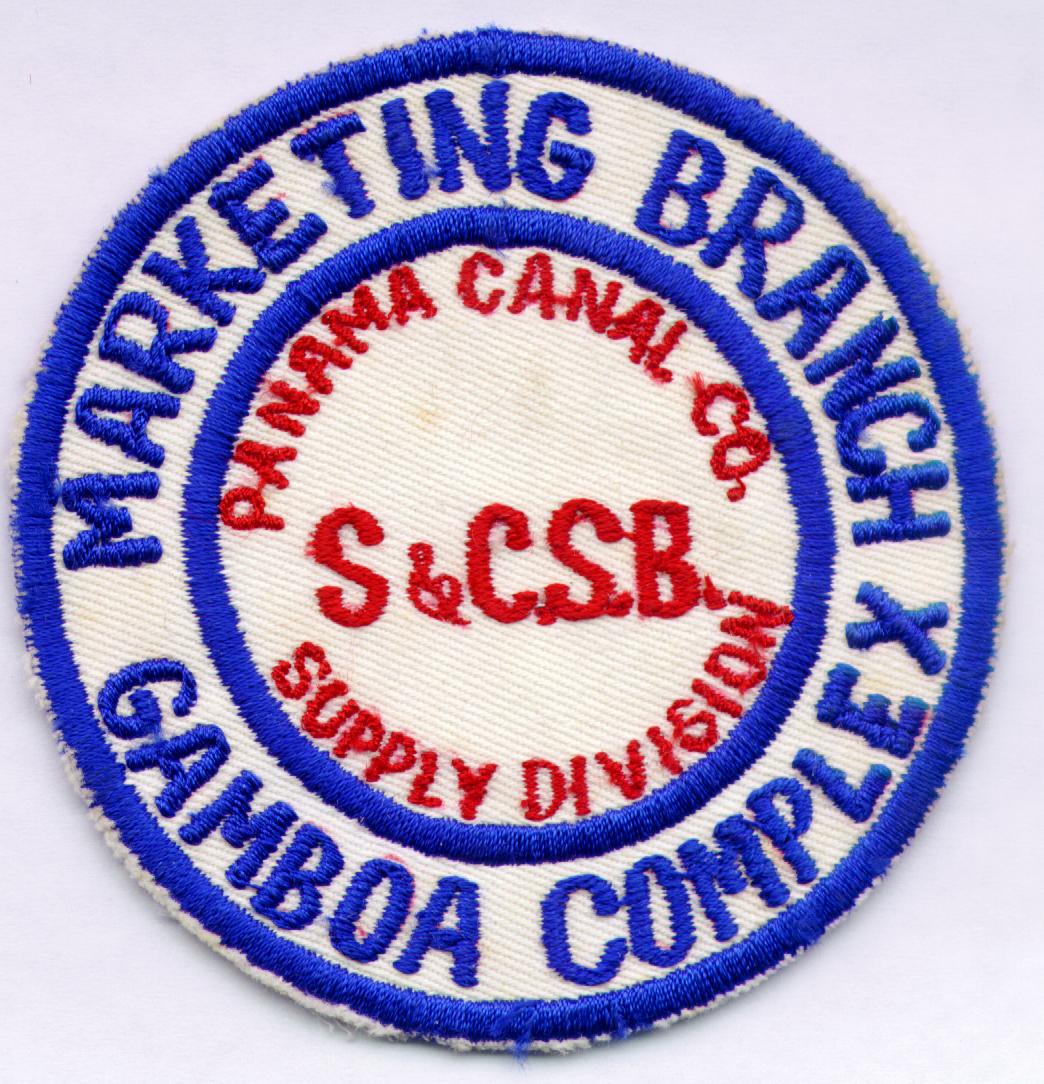 MARKETING BRANCH
PANAMA CANAL CO.
S & C.S.B.
SUPPLY DIVISION
GAMBOA COMPLEX